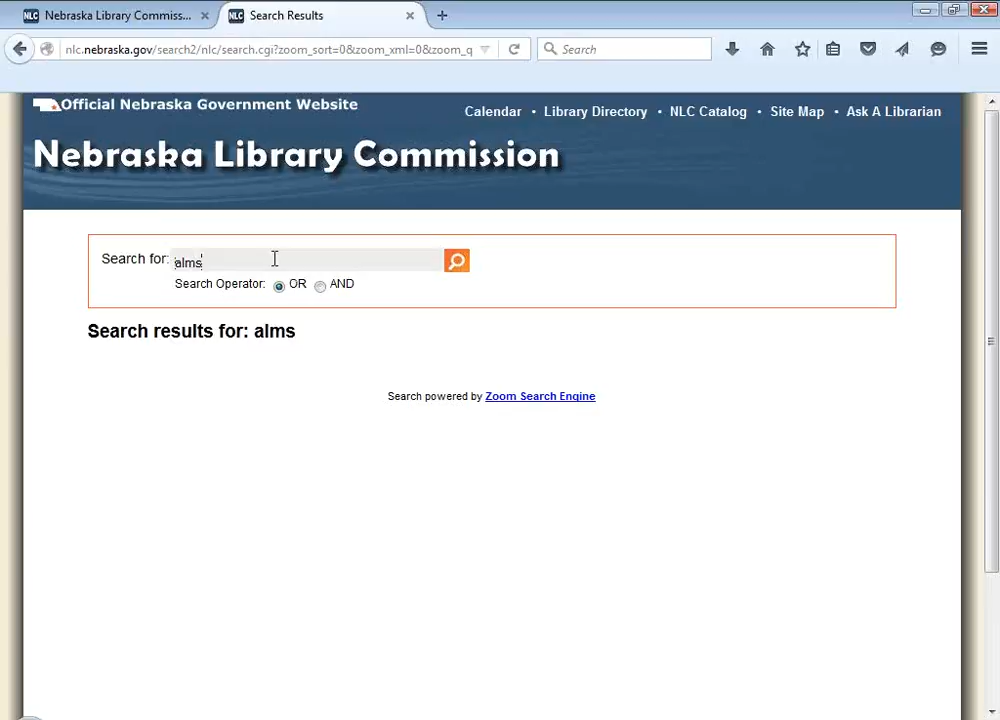 Nebraska Library Commiss...
Search Results
nlc.nebraska.gov/search2/nlc/search.cgi?zoom_sort=0&zoom_xml=0&zoom_q
Search
Official Nebraska Government Website
Calendar • Library Directory • NLC Catalog • Site Map • Ask A Librarian
Nebraska Library Commission
Search for: alms
Search Operator: OR AND
Search results for: alms
Search powered by Zoom Search Engine